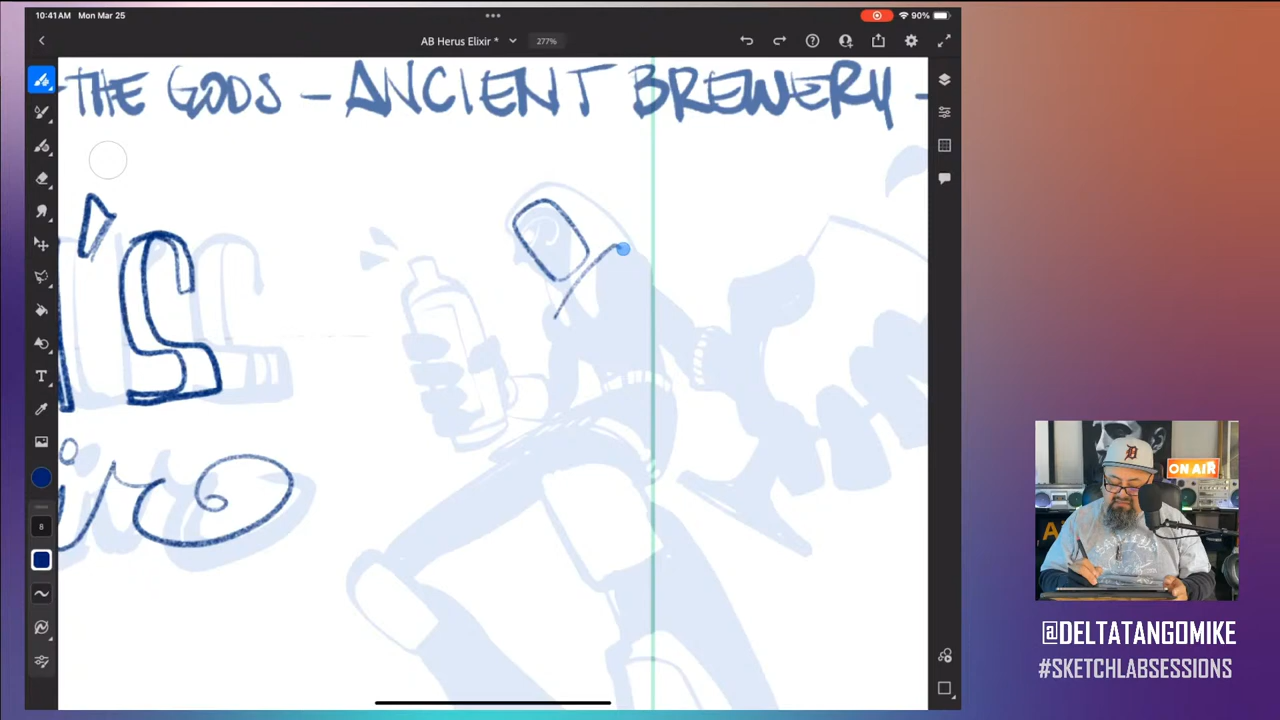 10:41 AM Mon Mar 25
90%
AB Herus Elixir *
277%
THE GODS – ANCIENT BREWERY –
's
8
T
D
ON AIR
@DELTATANGOMIKE
#SKETCHLABSESSIONS